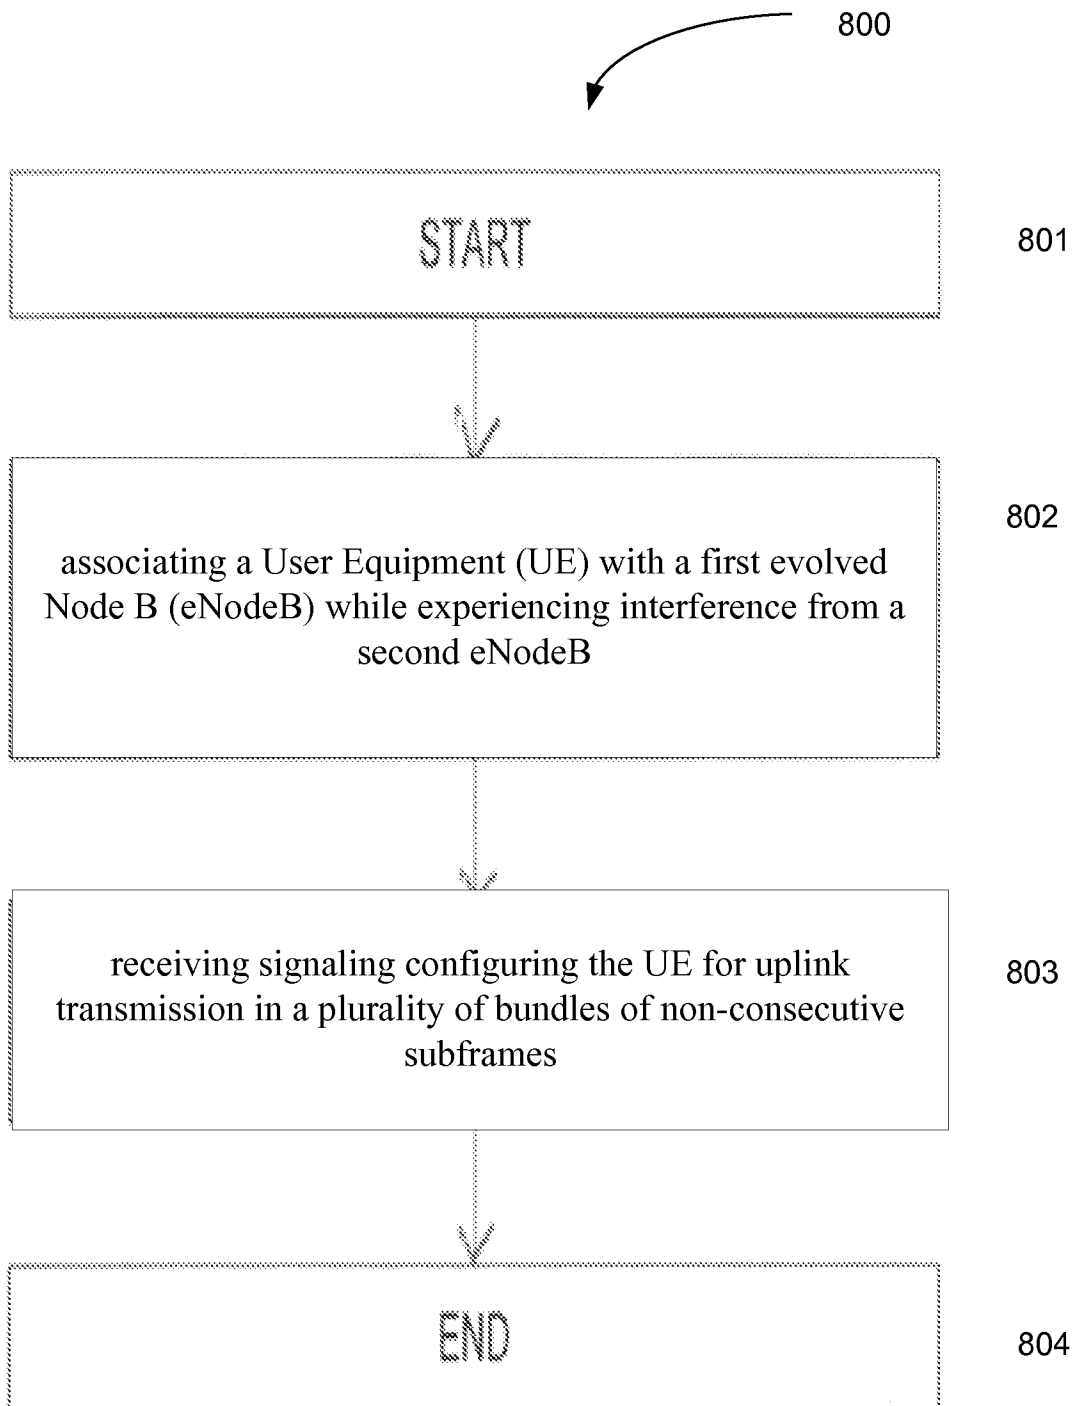 800
START
801
802
associating a User Equipment (UE) with a first evolved
Node B (eNodeB) while experiencing interference from a
second eNodeB
receiving signaling configuring the UE for uplink
transmission in a plurality of bundles of non-consecutive
subframes
803
END
804